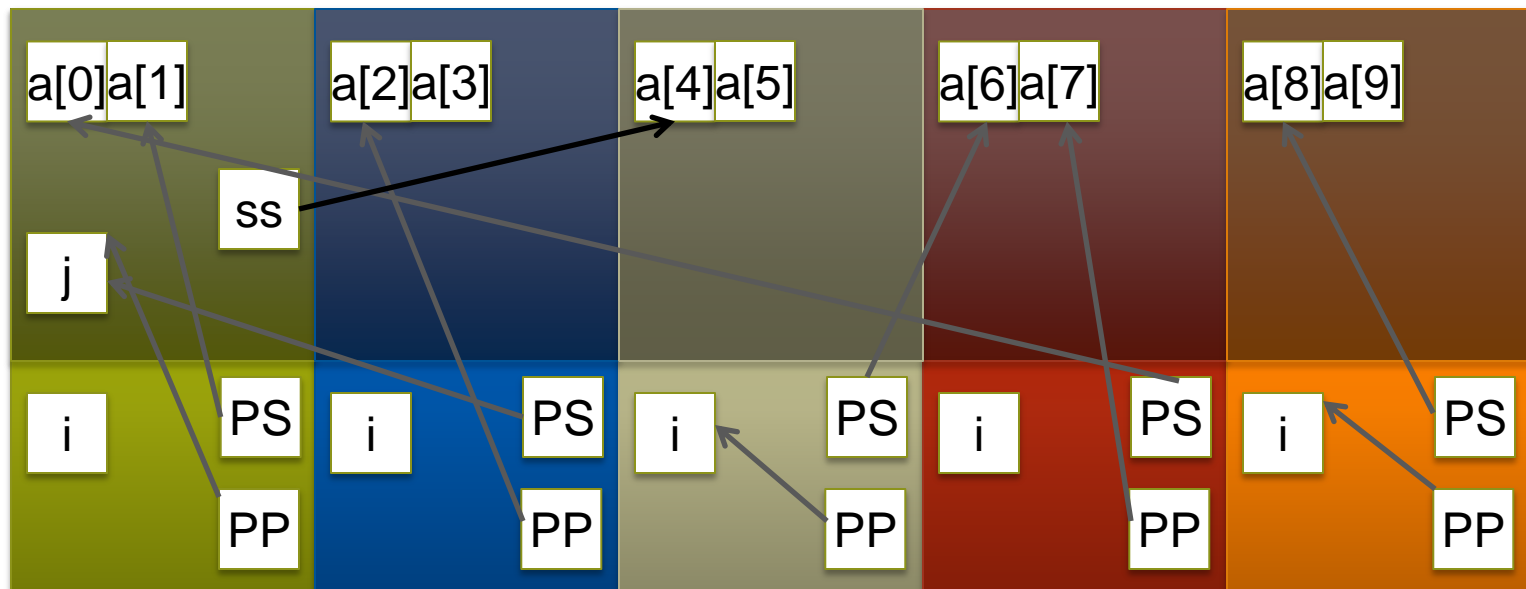 a[0] a[1] a[2] a[3] a[4] a[5] a[6] a[7] a[8] a[9]
ss
j
i PS i PS i PS i PS i PS
PP PP PP PP PP